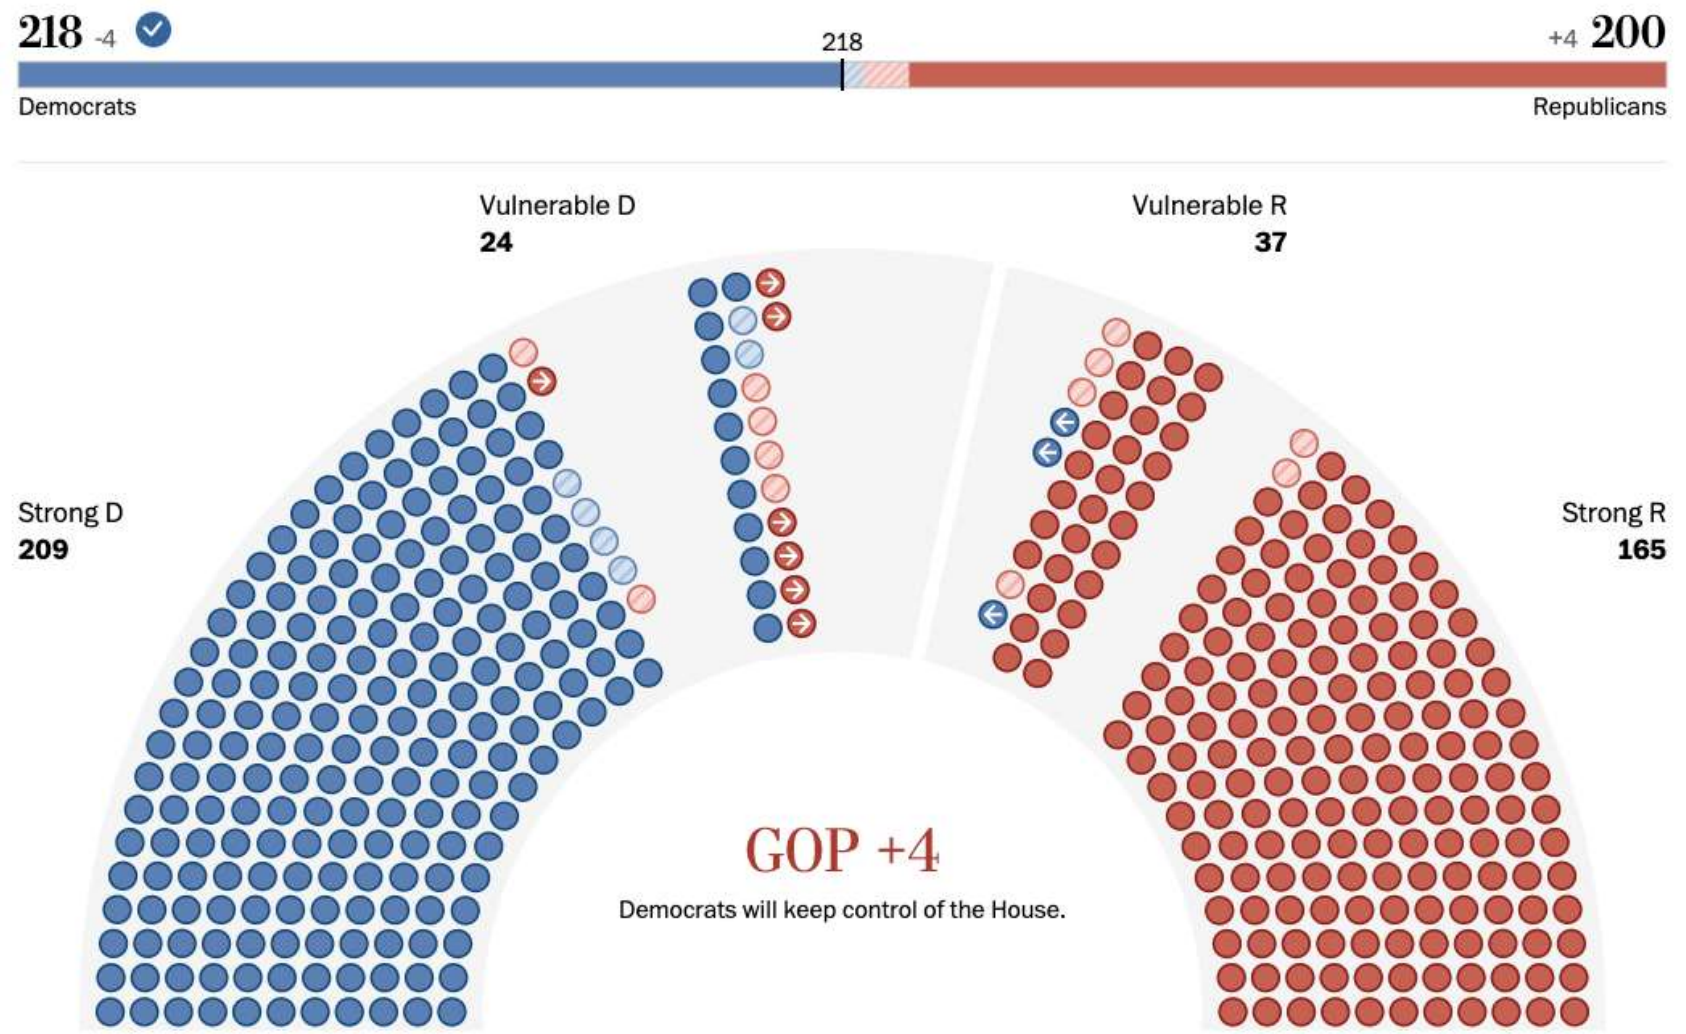 218 -4
218
+4 200
Democrats
Republicans
Vulnerable D
24
Vulnerable R
37
Strong D
209
Strong R
165
GOP +4
Democrats will keep control of the House.